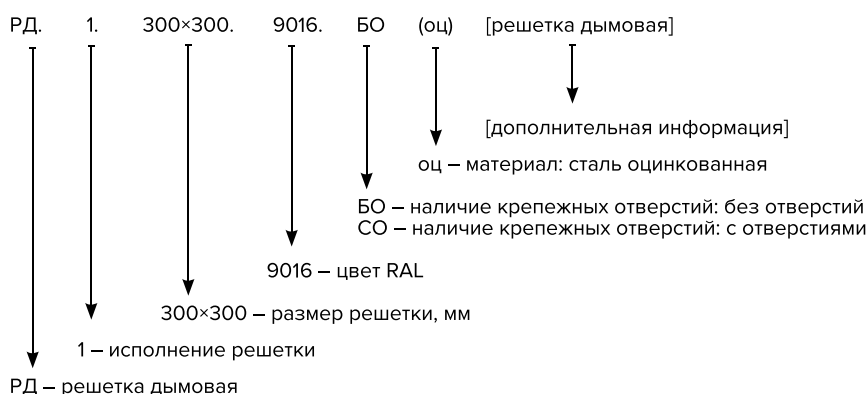 РД. 1. 300×300. 9016. БО (оц) [решетка дымовая]
[дополнительная информация]
оц – материал: сталь оцинкованная
БО – наличие крепежных отверстий: без отверстий
СО – наличие крепежных отверстий: с отверстиями
9016 – цвет RAL
300×300 – размер решетки, мм
1 – исполнение решетки
РД – решетка дымовая